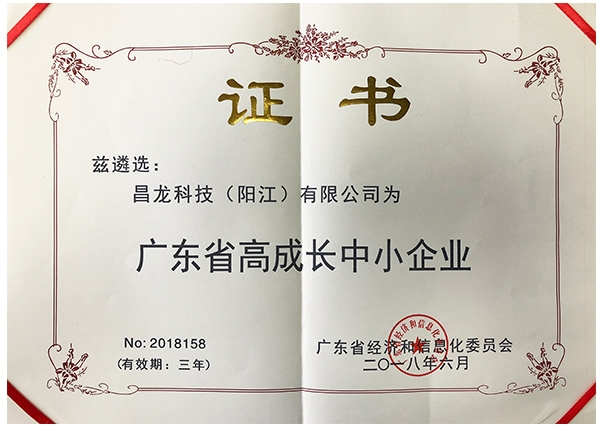 证书
兹遴选：
昌龙科技（阳江）有限公司为
广东省高成长中小企业
No: 2018158
（有效期：三年）
广东省经济和信息化委员会
二〇一八年六月